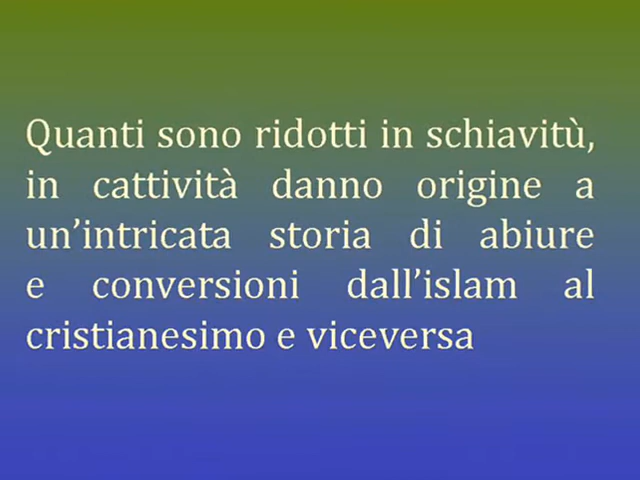 Quanti sono ridotti in schiavitù,
in cattività danno origine a
un’intricata storia di abiure
e conversioni dall’islam al
cristianesimo e viceversa